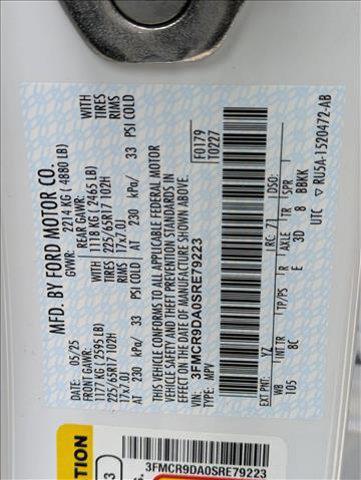 MFD. BY FORD MOTOR CO.
DATE: 05/25 GVWR: 2214 KG ( 4880 LB)
FRONT GAWR: REAR GAWR: WITH
1177 KG ( 2595 LB) 1118 KG ( 2465 LB) TIRES
225/65R17 102H TIRES 225/65R17 102H RIMS
17x7.0J RIMS 17x7.0J
AT 230 kPa/ 33 PSI COLD AT 230 kPa/ 33 PSI COLD
THIS VEHICLE CONFORMS TO ALL APPLICABLE FEDERAL MOTOR
VEHICLE SAFETY AND THEFT PREVENTION STANDARDS IN
EFFECT ON THE DATE OF MANUFACTURE SHOWN ABOVE.
VIN: 3FMCR9DA0SRE79223 F0179
TYPE: MPV T0227
EXT PNT: YZ RC: 71 DSO:
WB INT TR TP/PS R AXLE TR SPR
105 8C E 3D 8 BBKK
UTC ▽ RU5A-1520472-AB
3FMCR9DA0SRE79223